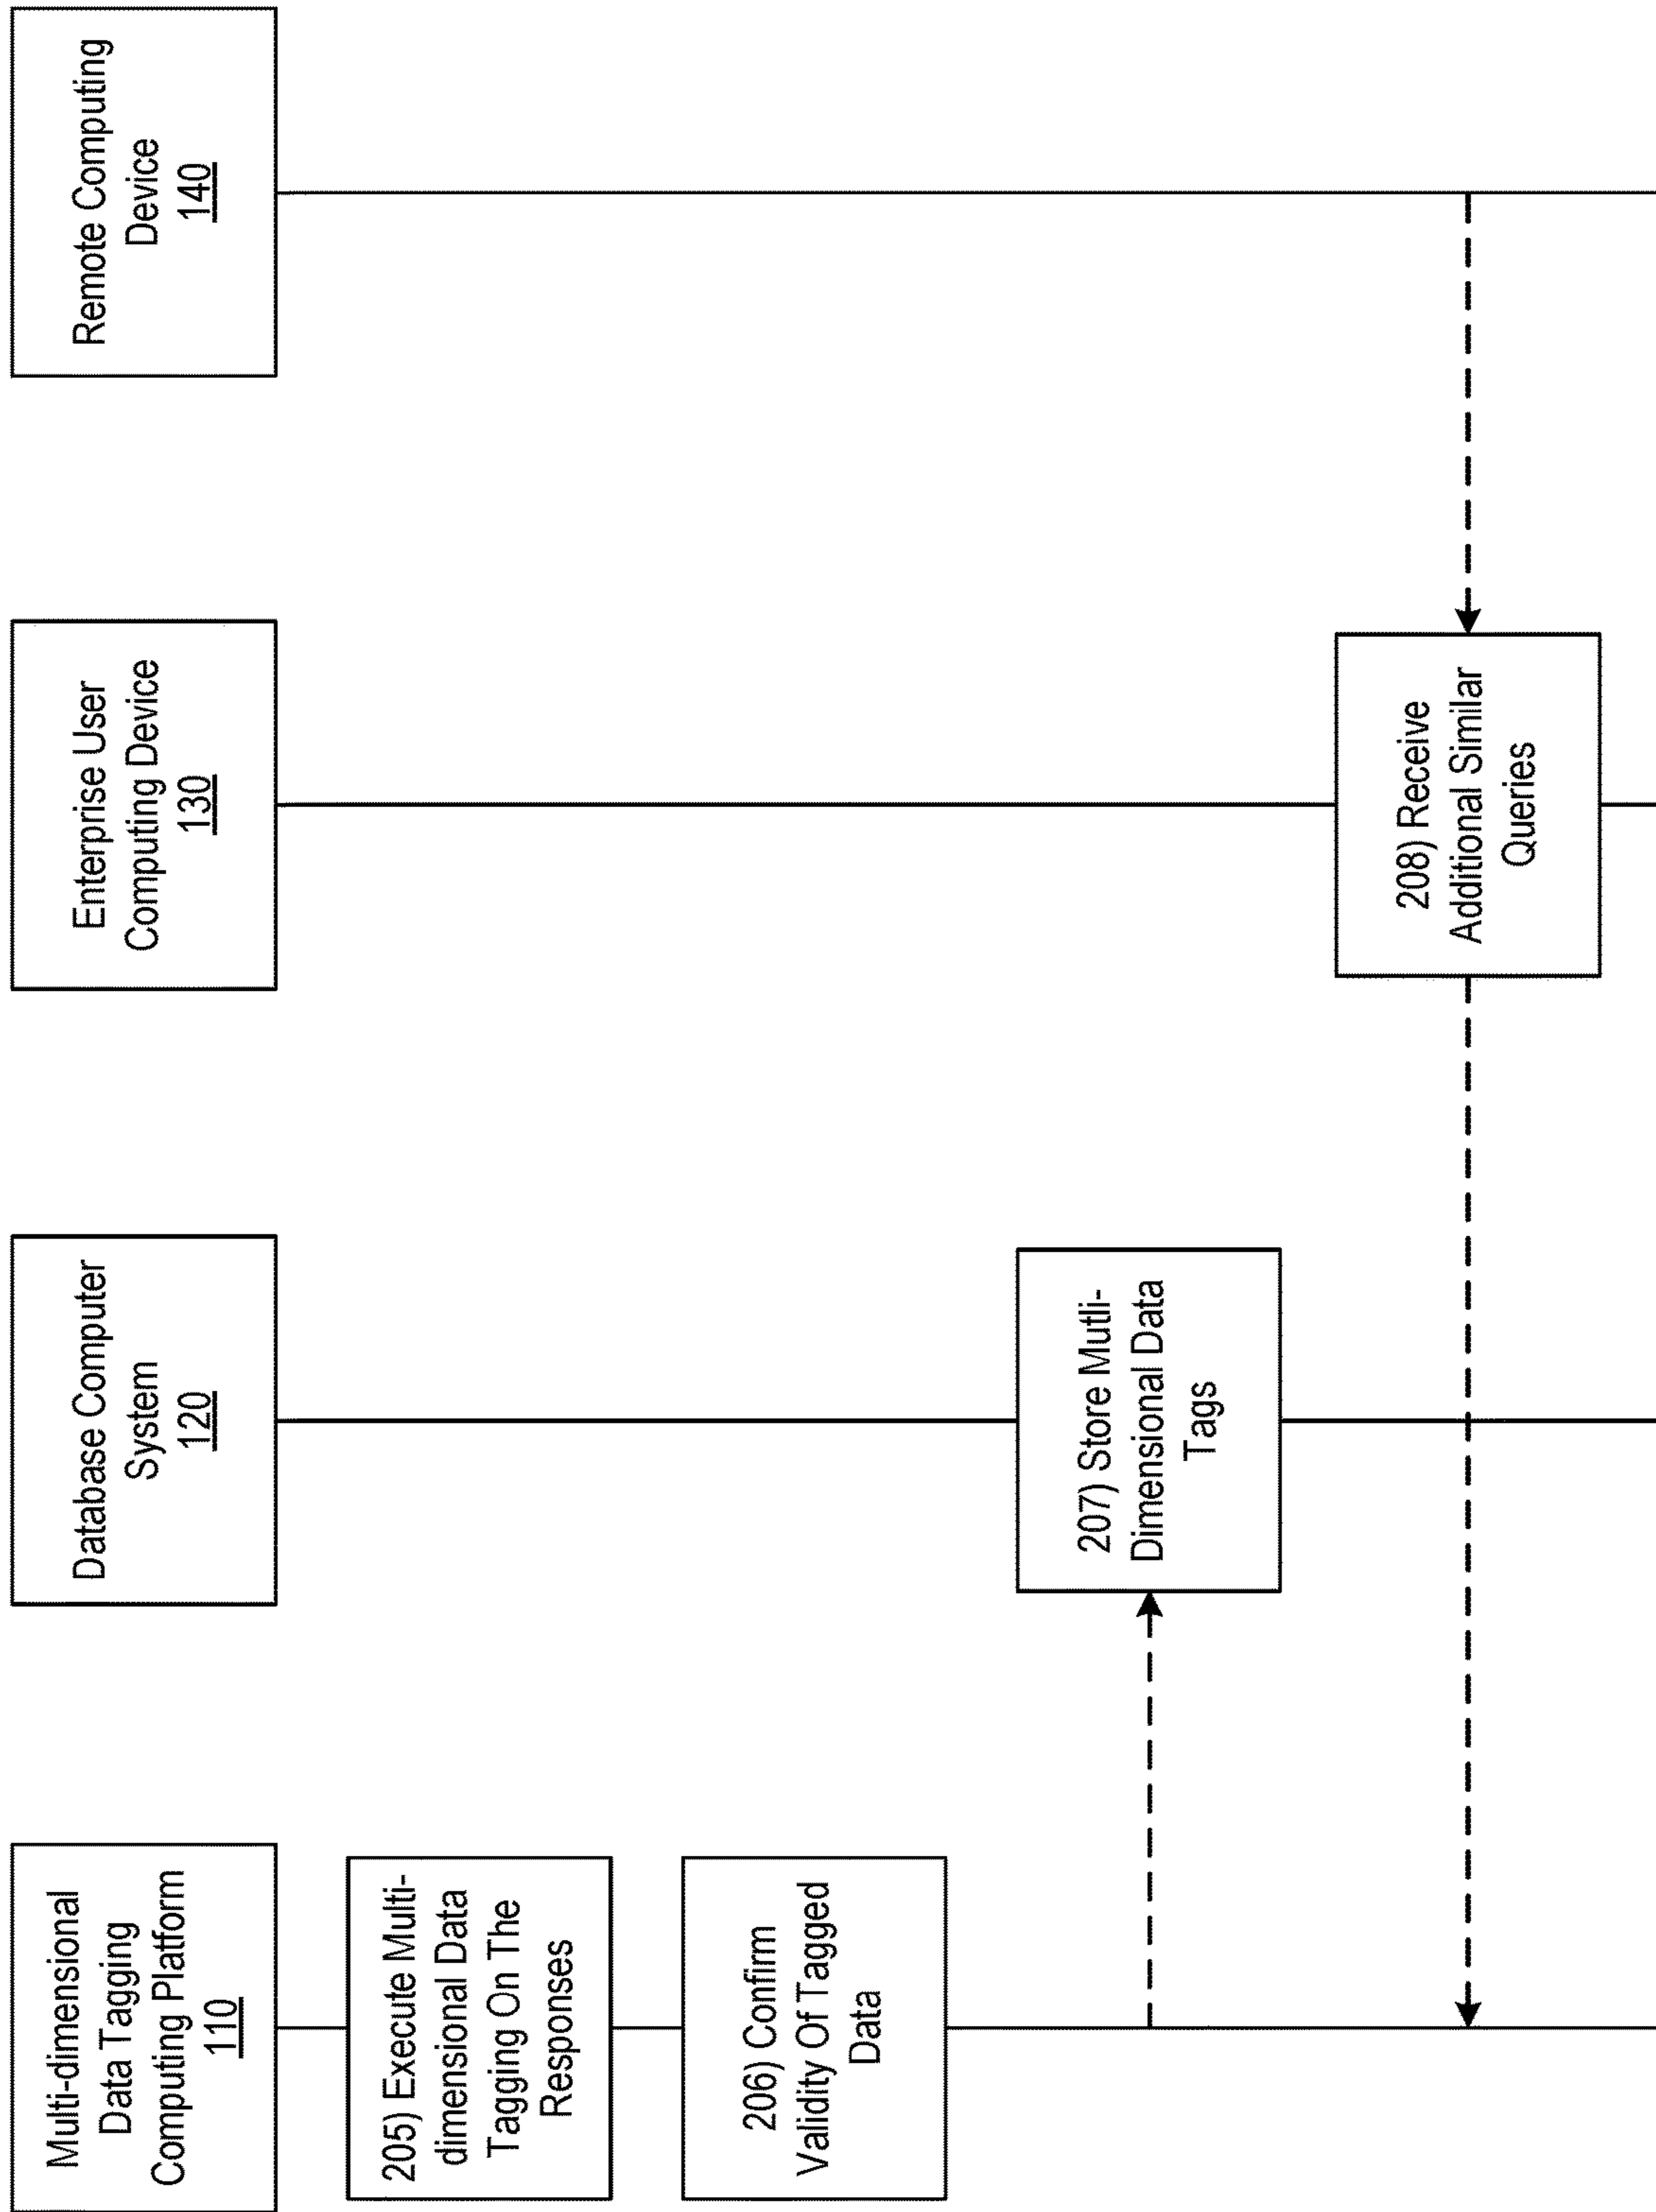 Multi-dimensional
Data Tagging
Computing Platform
110
Database Computer
System
120
Enterprise User
Computing Device
130
Remote Computing
Device
140
205) Execute Multi-
dimensional Data
Tagging On The
Responses
206) Confirm
Validity Of Tagged
Data
207) Store Mutli-
Dimensional Data
Tags
208) Receive
Additional Similar
Queries